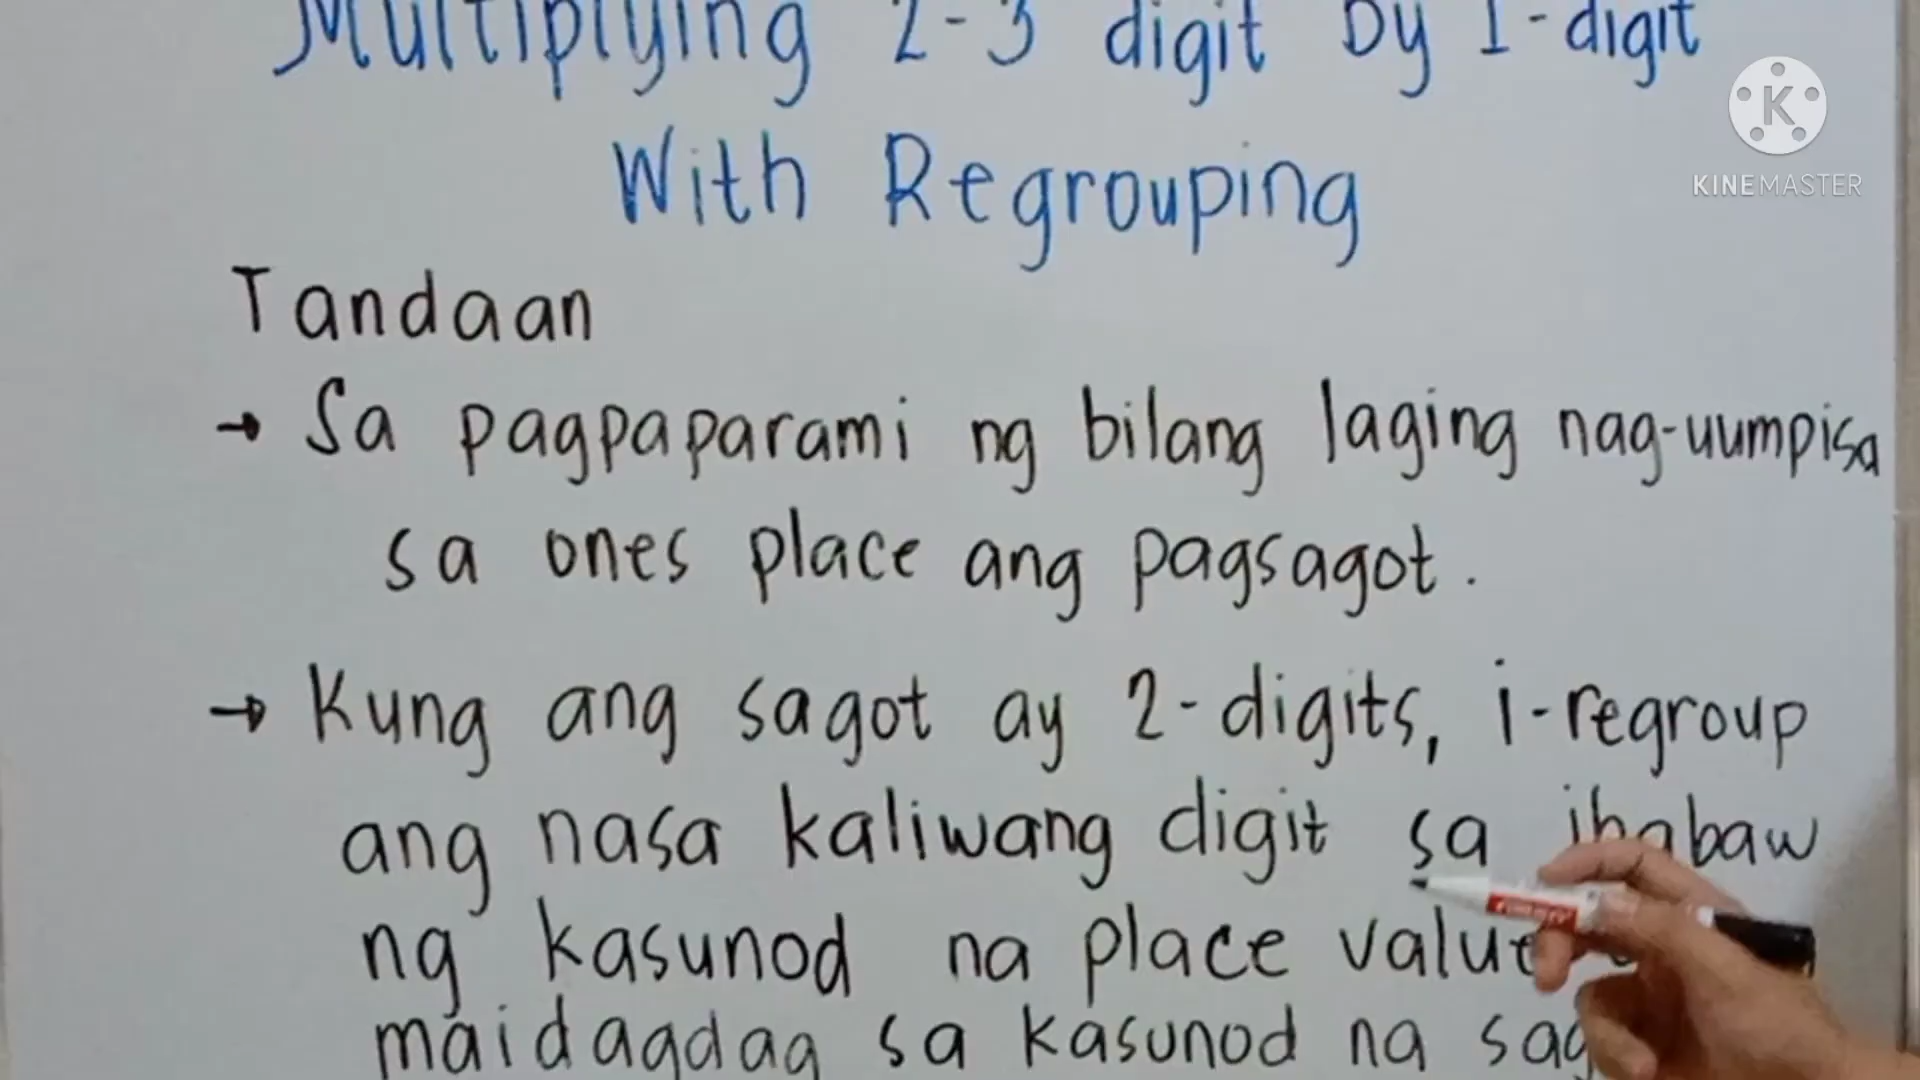 Multiplying 2-3 digit by 1-digit
With Regrouping
KINEMASTER
Tandaan
→ Sa pagpaparami ng bilang laging nag-uumpisa
sa ones place ang pagsagot.
→ Kung ang sagot ay 2-digits, i-regroup
ang nasa kaliwang digit sa ibabaw
ng kasunod na place value
maidagdag sa kasunod na